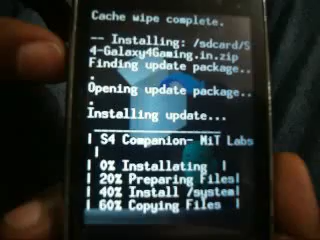 Cache wipe complete.
-- Installing: /sdcard/S
4-Galaxy4Gaming.in.zip
Finding update package..
.
Opening update package..
.
Installing update...
____________________
| S4 Companion- MiT Labs
|
| 0% Installating |
| 20% Preparing Files|
| 40% Install /system|
| 60% Copying Files |